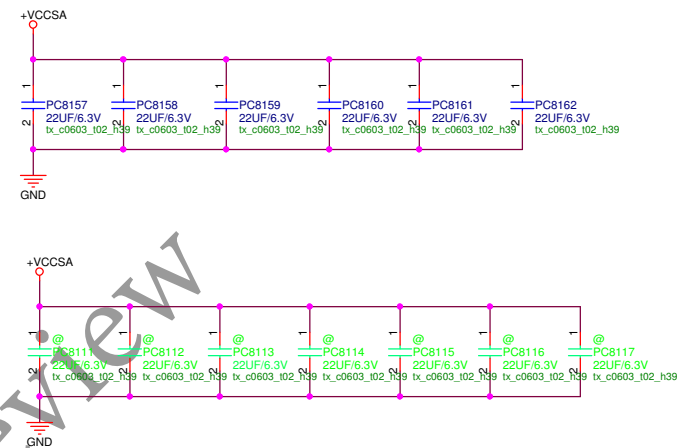 +VCCSA
1 1 1 1 1 1
PC8157 PC8158 PC8159 PC8160 PC8161 PC8162
22UF/6.3V 22UF/6.3V 22UF/6.3V 22UF/6.3V 22UF/6.3V 22UF/6.3V
2 2 2 2 2 2
tx_c0603_t02_h39 tx_c0603_t02_h39 tx_c0603_t02_h39 tx_c0603_t02_h39 tx_c0603_t02_h39 tx_c0603_t02_h39
GND
+VCCSA
1 1 1 1 1 1 1
@ @ @ @ @ @ @
PC8111 PC8112 PC8113 PC8114 PC8115 PC8116 PC8117
22UF/6.3V 22UF/6.3V 22UF/6.3V 22UF/6.3V 22UF/6.3V 22UF/6.3V 22UF/6.3V
2 2 2 2 2 2 2
tx_c0603_t02_h39 tx_c0603_t02_h39 tx_c0603_t02_h39 tx_c0603_t02_h39 tx_c0603_t02_h39 tx_c0603_t02_h39 tx_c0603_t02_h39
GND